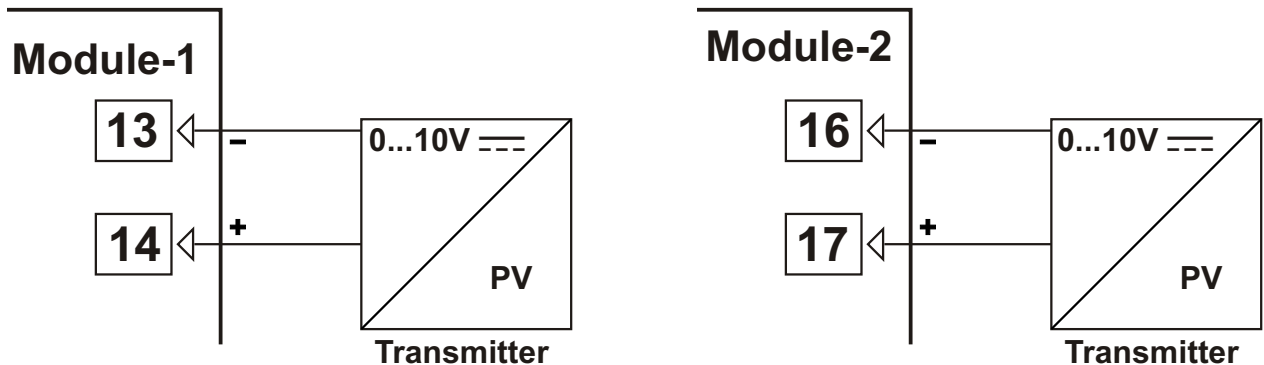 Module-1
13
-
0...10V
14
+
PV
Transmitter
Module-2
16
-
0...10V
17
+
PV
Transmitter